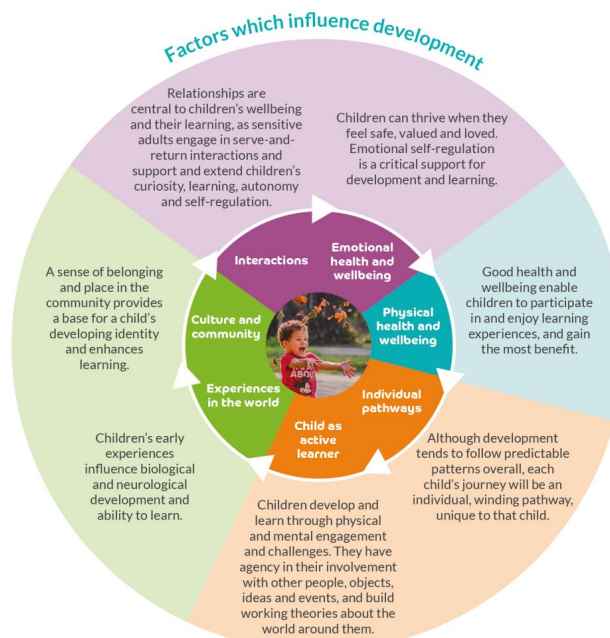 Factors which influence development
Relationships are
central to children's wellbeing
and their learning, as sensitive
adults engage in serve-and-
return interactions and
support and extend children's
curiosity, learning, autonomy
and self-regulation.
Children can thrive when they
feel safe, valued and loved.
Emotional self-regulation
is a critical support for
development and learning.
Interactions
Emotional
health and
wellbeing
A sense of belonging
and place in the
community provides
a base for a child's
developing identity
and enhances
learning.
Culture and
community
Physical
health and
wellbeing
Good health and
wellbeing enable
children to participate
in and enjoy learning
experiences, and gain
the most benefit.
Experiences
in the world
Child as
active
learner
Individual
pathways
Children's early
experiences
influence biological
and neurological
development and
ability to learn.
Children develop and
learn through physical
and mental engagement
and challenges. They have
agency in their involvement
with other people, objects,
ideas and events, and build
working theories about the
world around them.
Although development
tends to follow predictable
patterns overall, each
child's journey will be an
individual, winding pathway,
unique to that child.